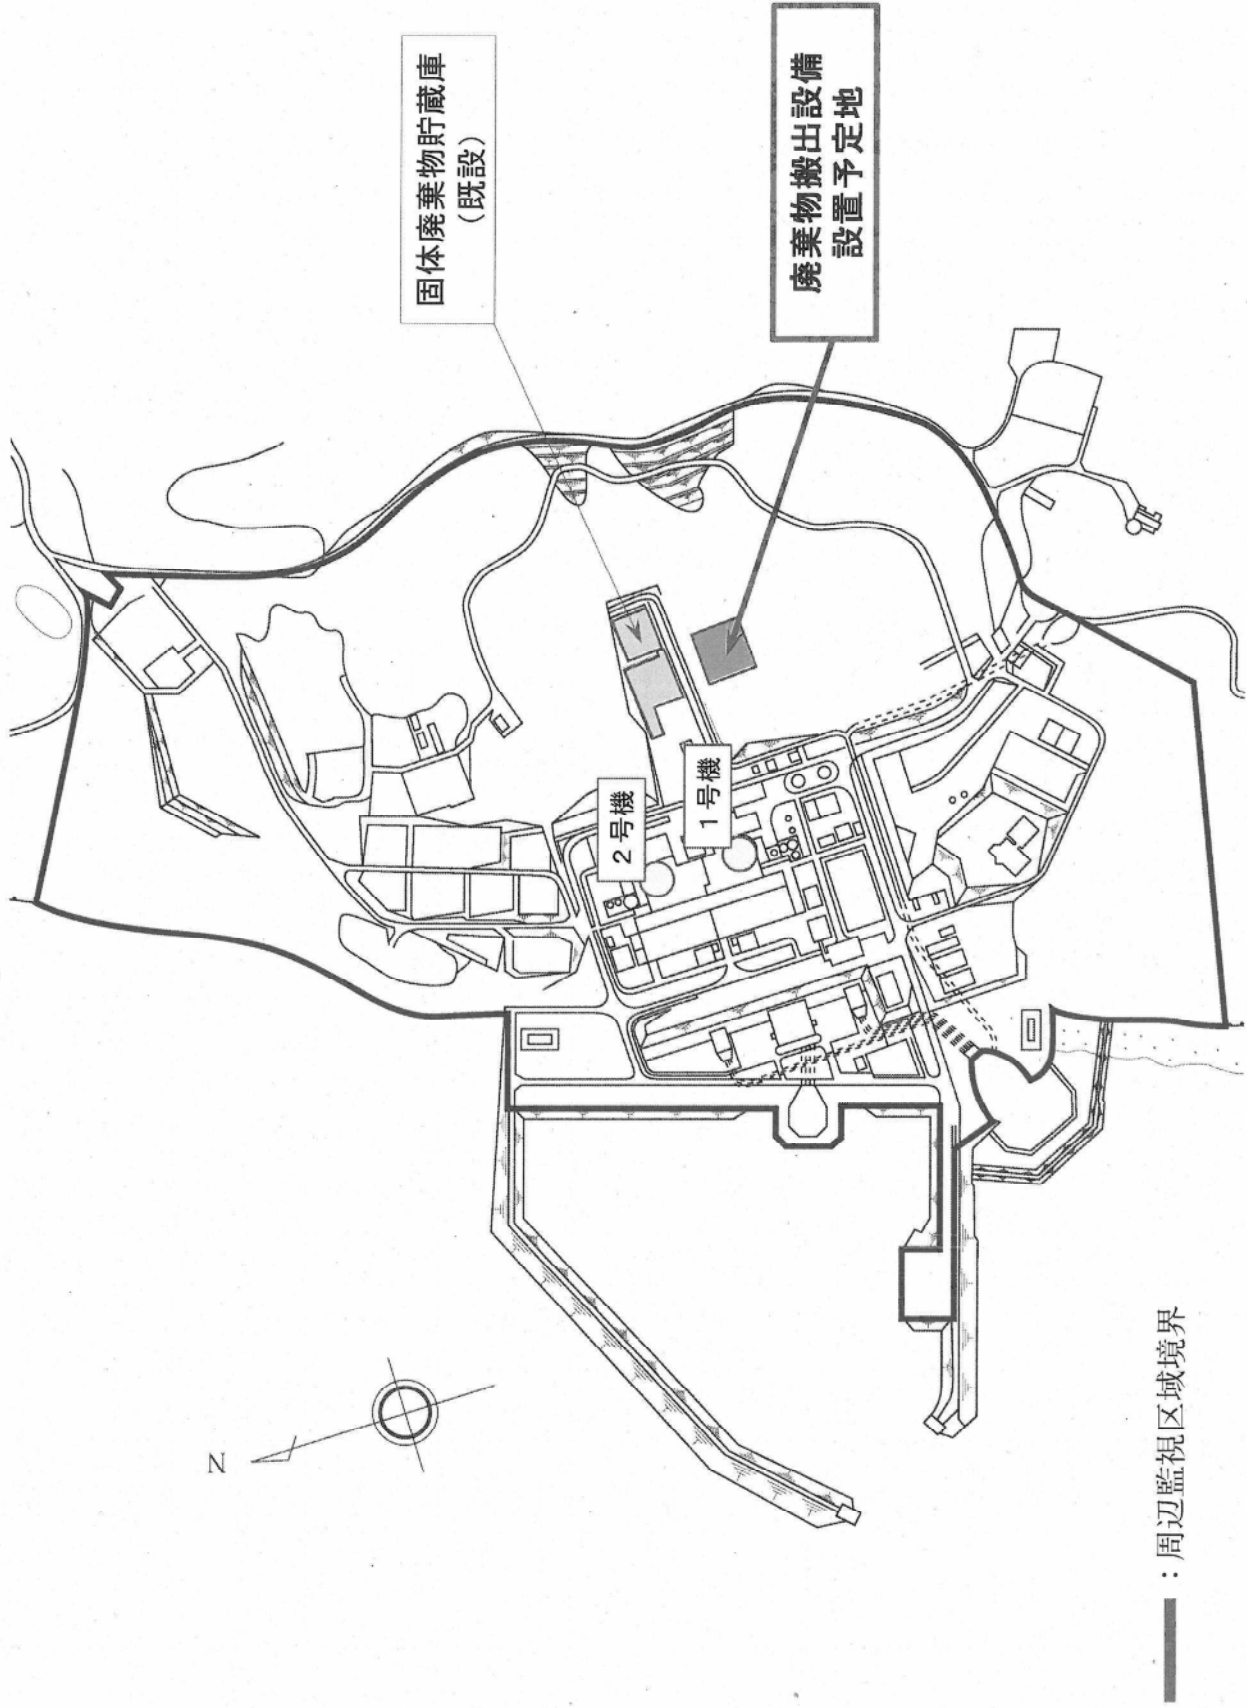 固体廃棄物貯蔵庫
（既設）
廃棄物搬出設備
設置予定地
2号機
1号機
N
：周辺監視区域境界